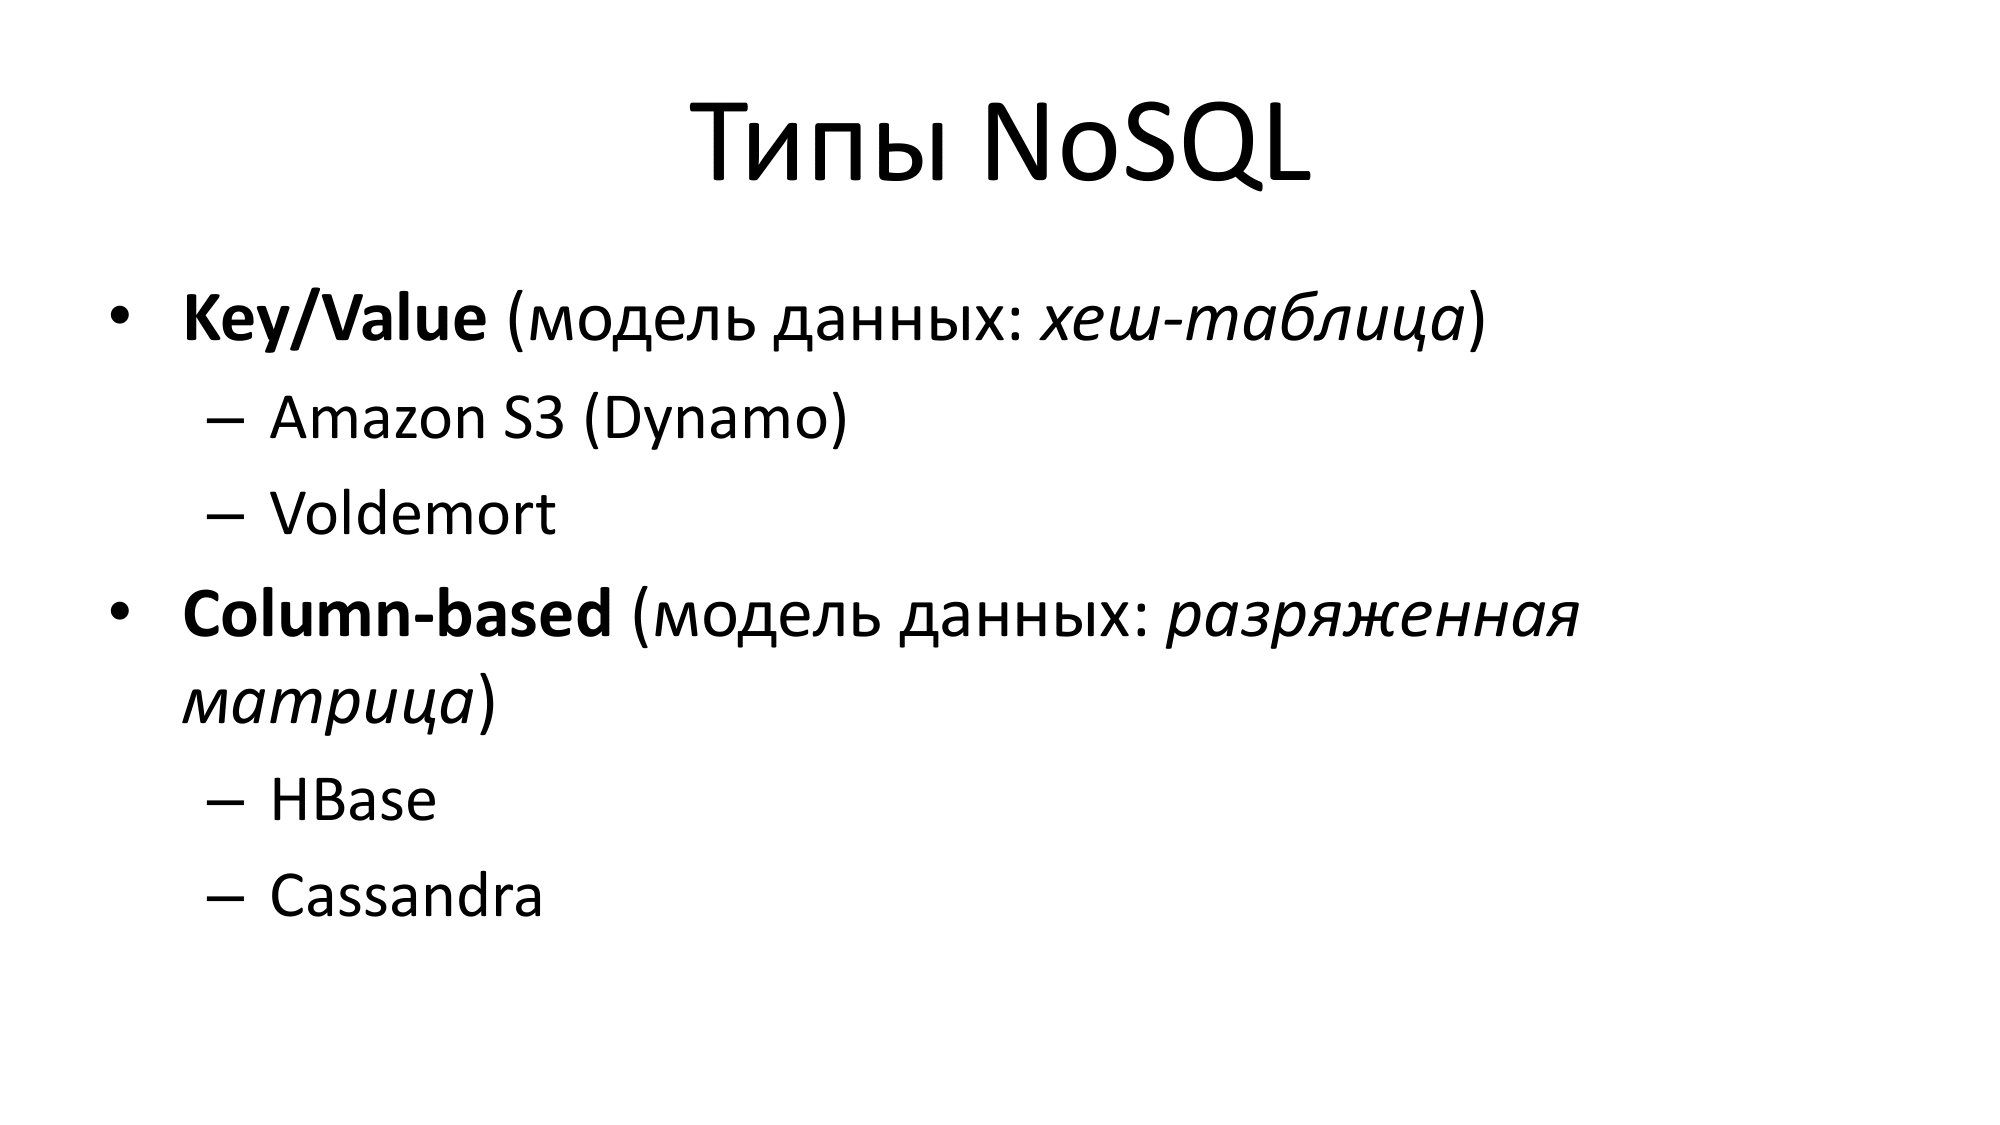 Типы NoSQL
• Key/Value (модель данных: хеш-таблица)
– Amazon S3 (Dynamo)
– Voldemort
• Column-based (модель данных: разряженная
матрица)
– HBase
– Cassandra